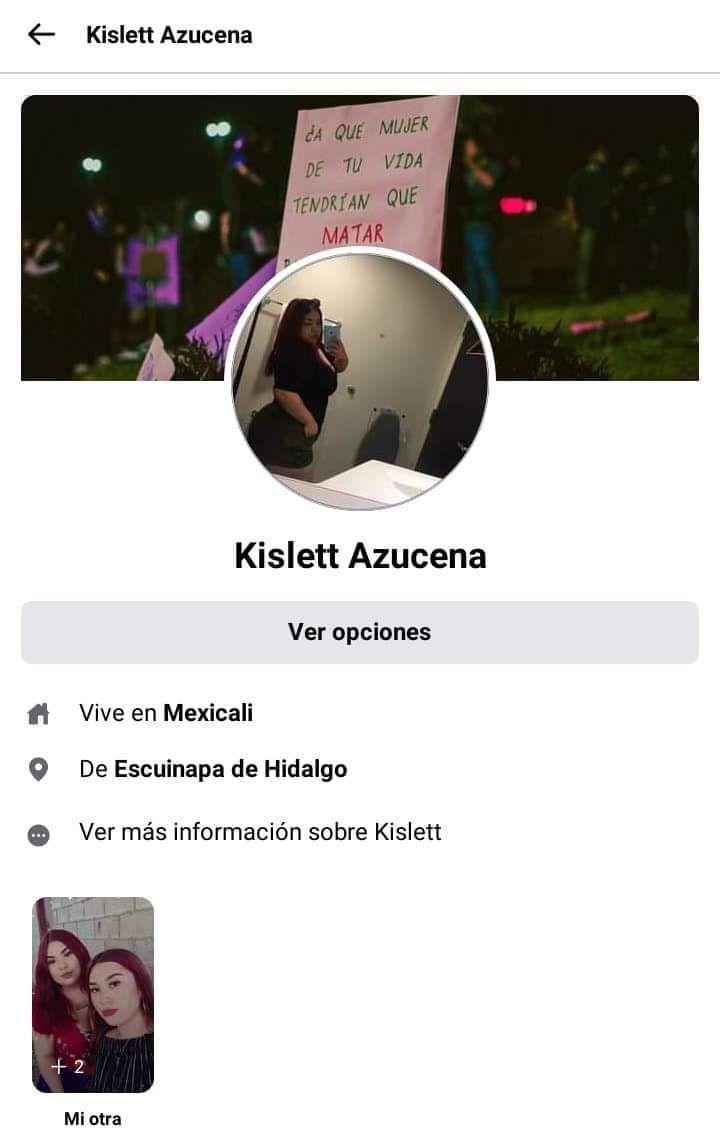 Kislett Azucena
¿A QUÉ MUJER
DE TU VIDA
TENDRÍAN QUE
MATAR
Kislett Azucena
Ver opciones
Vive en Mexicali
De Escuinapa de Hidalgo
Ver más información sobre Kislett
+ 2
Mi otra